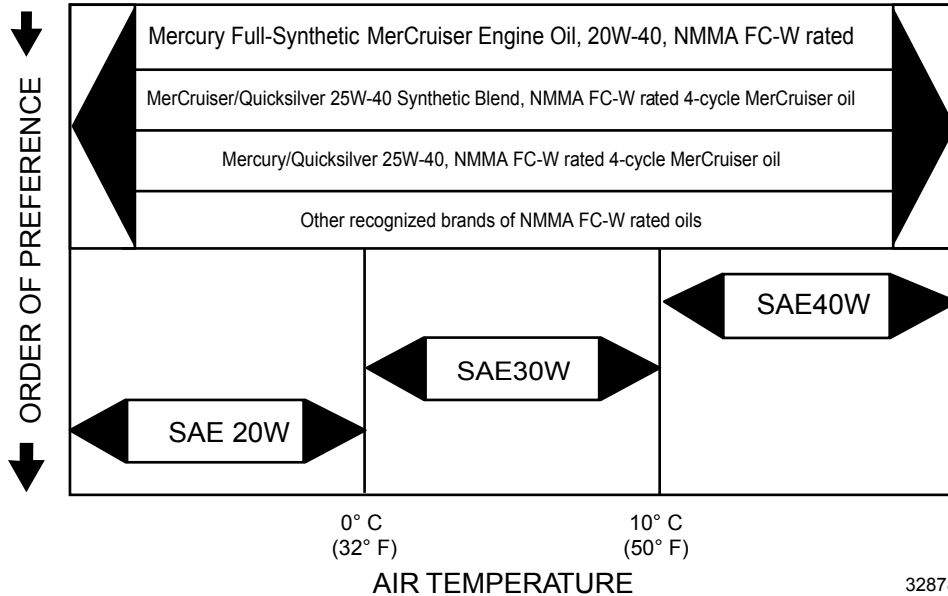 ORDER OF PREFERENCE
Mercury Full-Synthetic MerCruiser Engine Oil, 20W-40, NMMA FC-W rated
MerCruiser/Quicksilver 25W-40 Synthetic Blend, NMMA FC-W rated 4-cycle MerCruiser oil
Mercury/Quicksilver 25W-40, NMMA FC-W rated 4-cycle MerCruiser oil
Other recognized brands of NMMA FC-W rated oils
SAE40W
SAE30W
SAE 20W
0° C
(32° F)
10° C
(50° F)
AIR TEMPERATURE